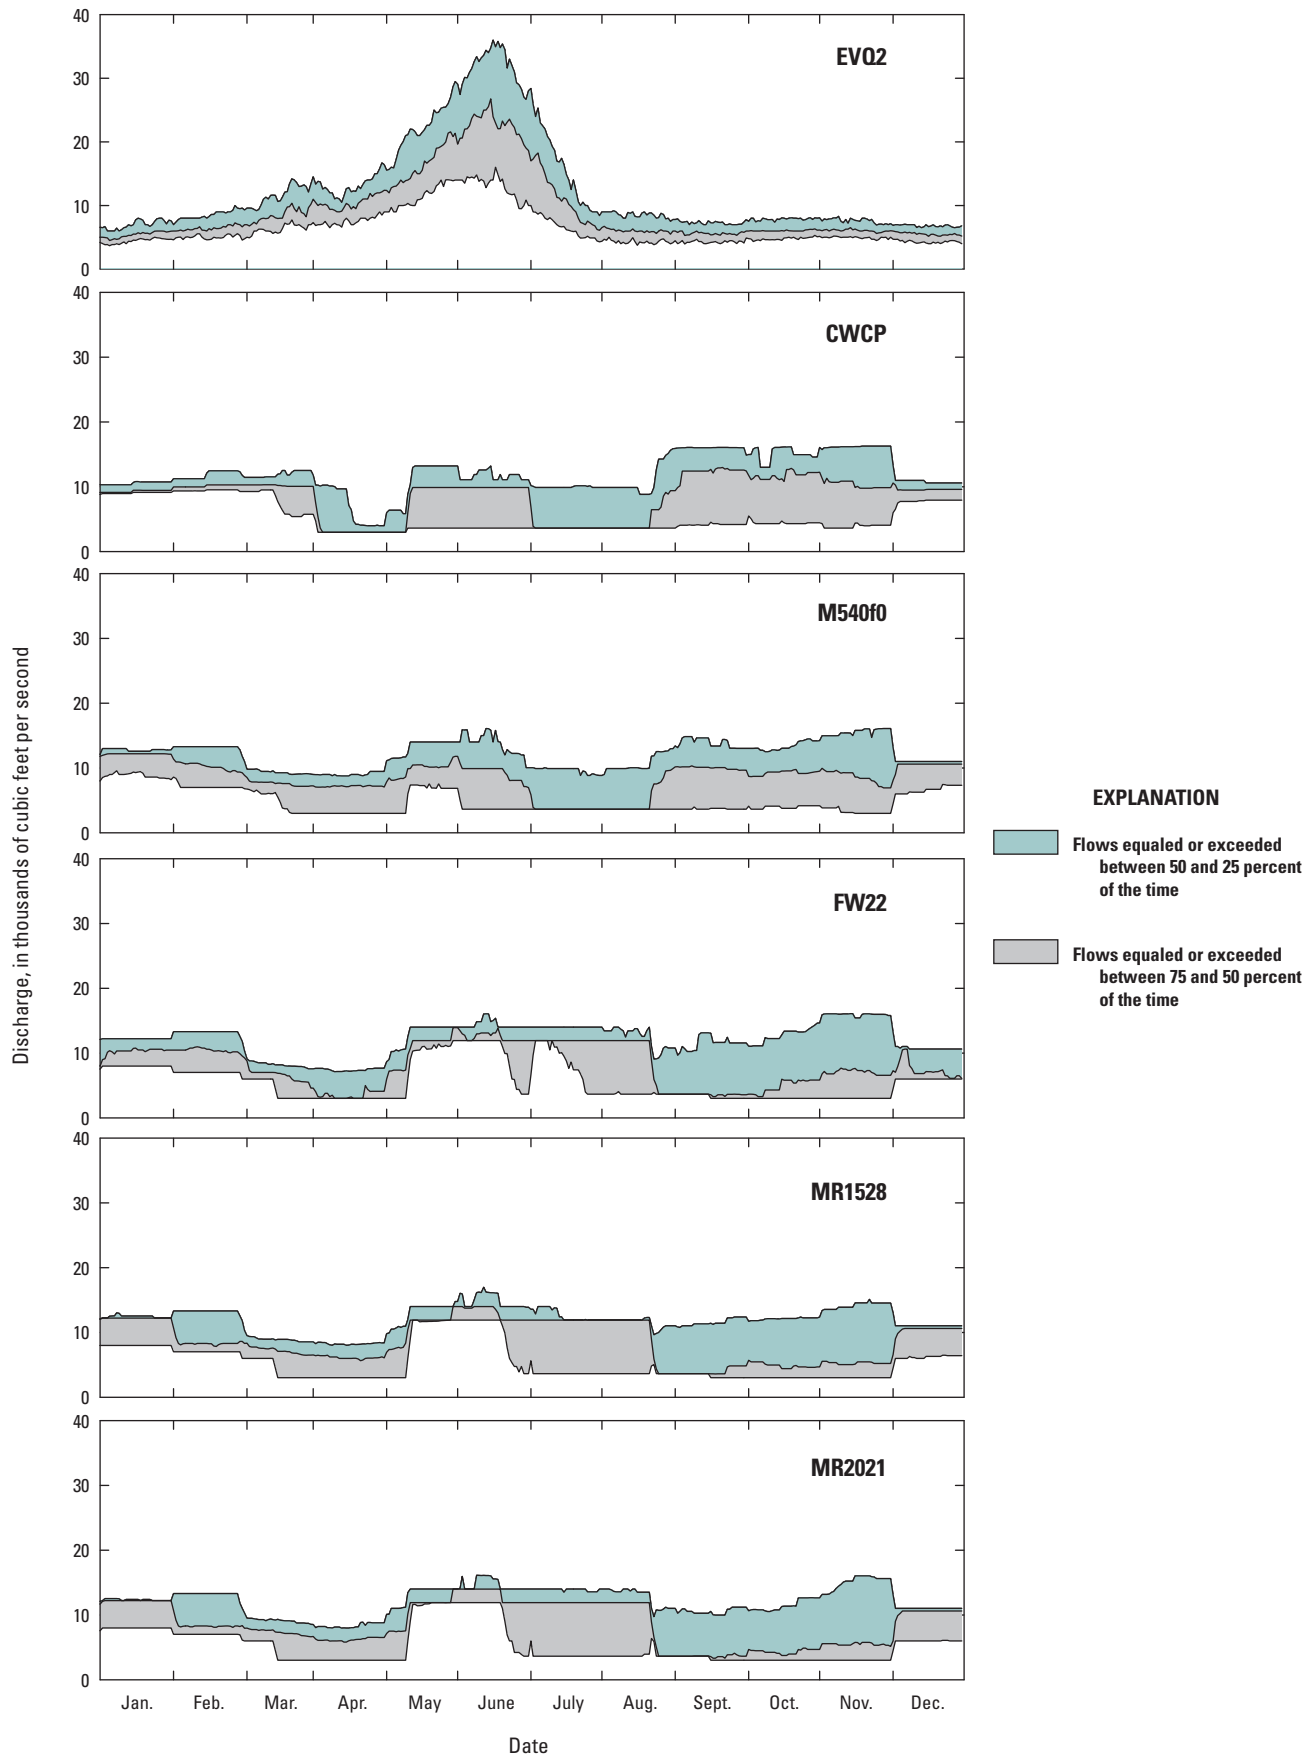 Discharge, in thousands of cubic feet per second
40
30
20
10
0
EVQ2
40
30
20
10
0
CWCP
40
30
20
10
0
M540f0
40
30
20
10
0
FW22
40
30
20
10
0
MR1528
40
30
20
10
0
MR2021
Jan. Feb. Mar. Apr. May June July Aug. Sept. Oct. Nov. Dec.
Date
EXPLANATION
Flows equaled or exceeded
between 50 and 25 percent
of the time
Flows equaled or exceeded
between 75 and 50 percent
of the time